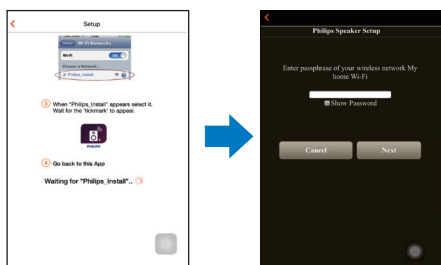 Setup
Wi-Fi Networks
Wi-Fi
ON
Choose a Network...
Philips_Install
3 When "Philips_Install" appears select it.
Wait for the 'tickmark' to appear.
PHILIPS
4 Go back to this App
Waiting for "Philips_Install"..
Philips Speaker Setup
Enter passphrase of your wireless network My
home Wi-Fi
Show Password
Cancel Next